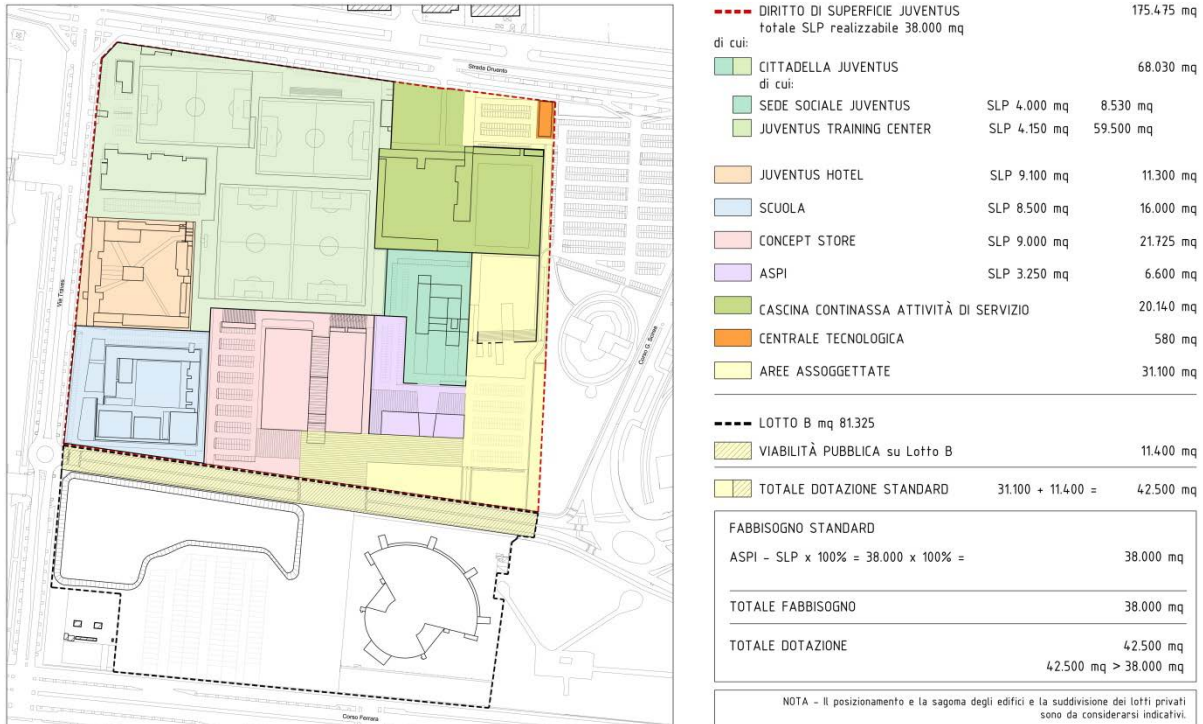 Strada Druento
Via Traves
Corso G. Scirea
Corso Ferrara
DIRITTO DI SUPERFICIE JUVENTUS 175.475 mq
totale SLP realizzabile 38.000 mq
di cui:
CITTADELLA JUVENTUS 68.030 mq
di cui:
SEDE SOCIALE JUVENTUS SLP 4.000 mq 8.530 mq
JUVENTUS TRAINING CENTER SLP 4.150 mq 59.500 mq
JUVENTUS HOTEL SLP 9.100 mq 11.300 mq
SCUOLA SLP 8.500 mq 16.000 mq
CONCEPT STORE SLP 9.000 mq 21.725 mq
ASPI SLP 3.250 mq 6.600 mq
CASCINA CONTINASSA ATTIVITÀ DI SERVIZIO 20.140 mq
CENTRALE TECNOLOGICA 580 mq
AREE ASSOGGETTATE 31.100 mq
LOTTO B mq 81.325
VIABILITÀ PUBBLICA su Lotto B 11.400 mq
TOTALE DOTAZIONE STANDARD 31.100 + 11.400 = 42.500 mq
FABBISOGNO STANDARD
ASPI - SLP x 100% = 38.000 x 100% = 38.000 mq
TOTALE FABBISOGNO 38.000 mq
TOTALE DOTAZIONE 42.500 mq
42.500 mq > 38.000 mq
NOTA - Il posizionamento e la sagoma degli edifici e la suddivisione dei lotti privati
sono da considerarsi indicativi.